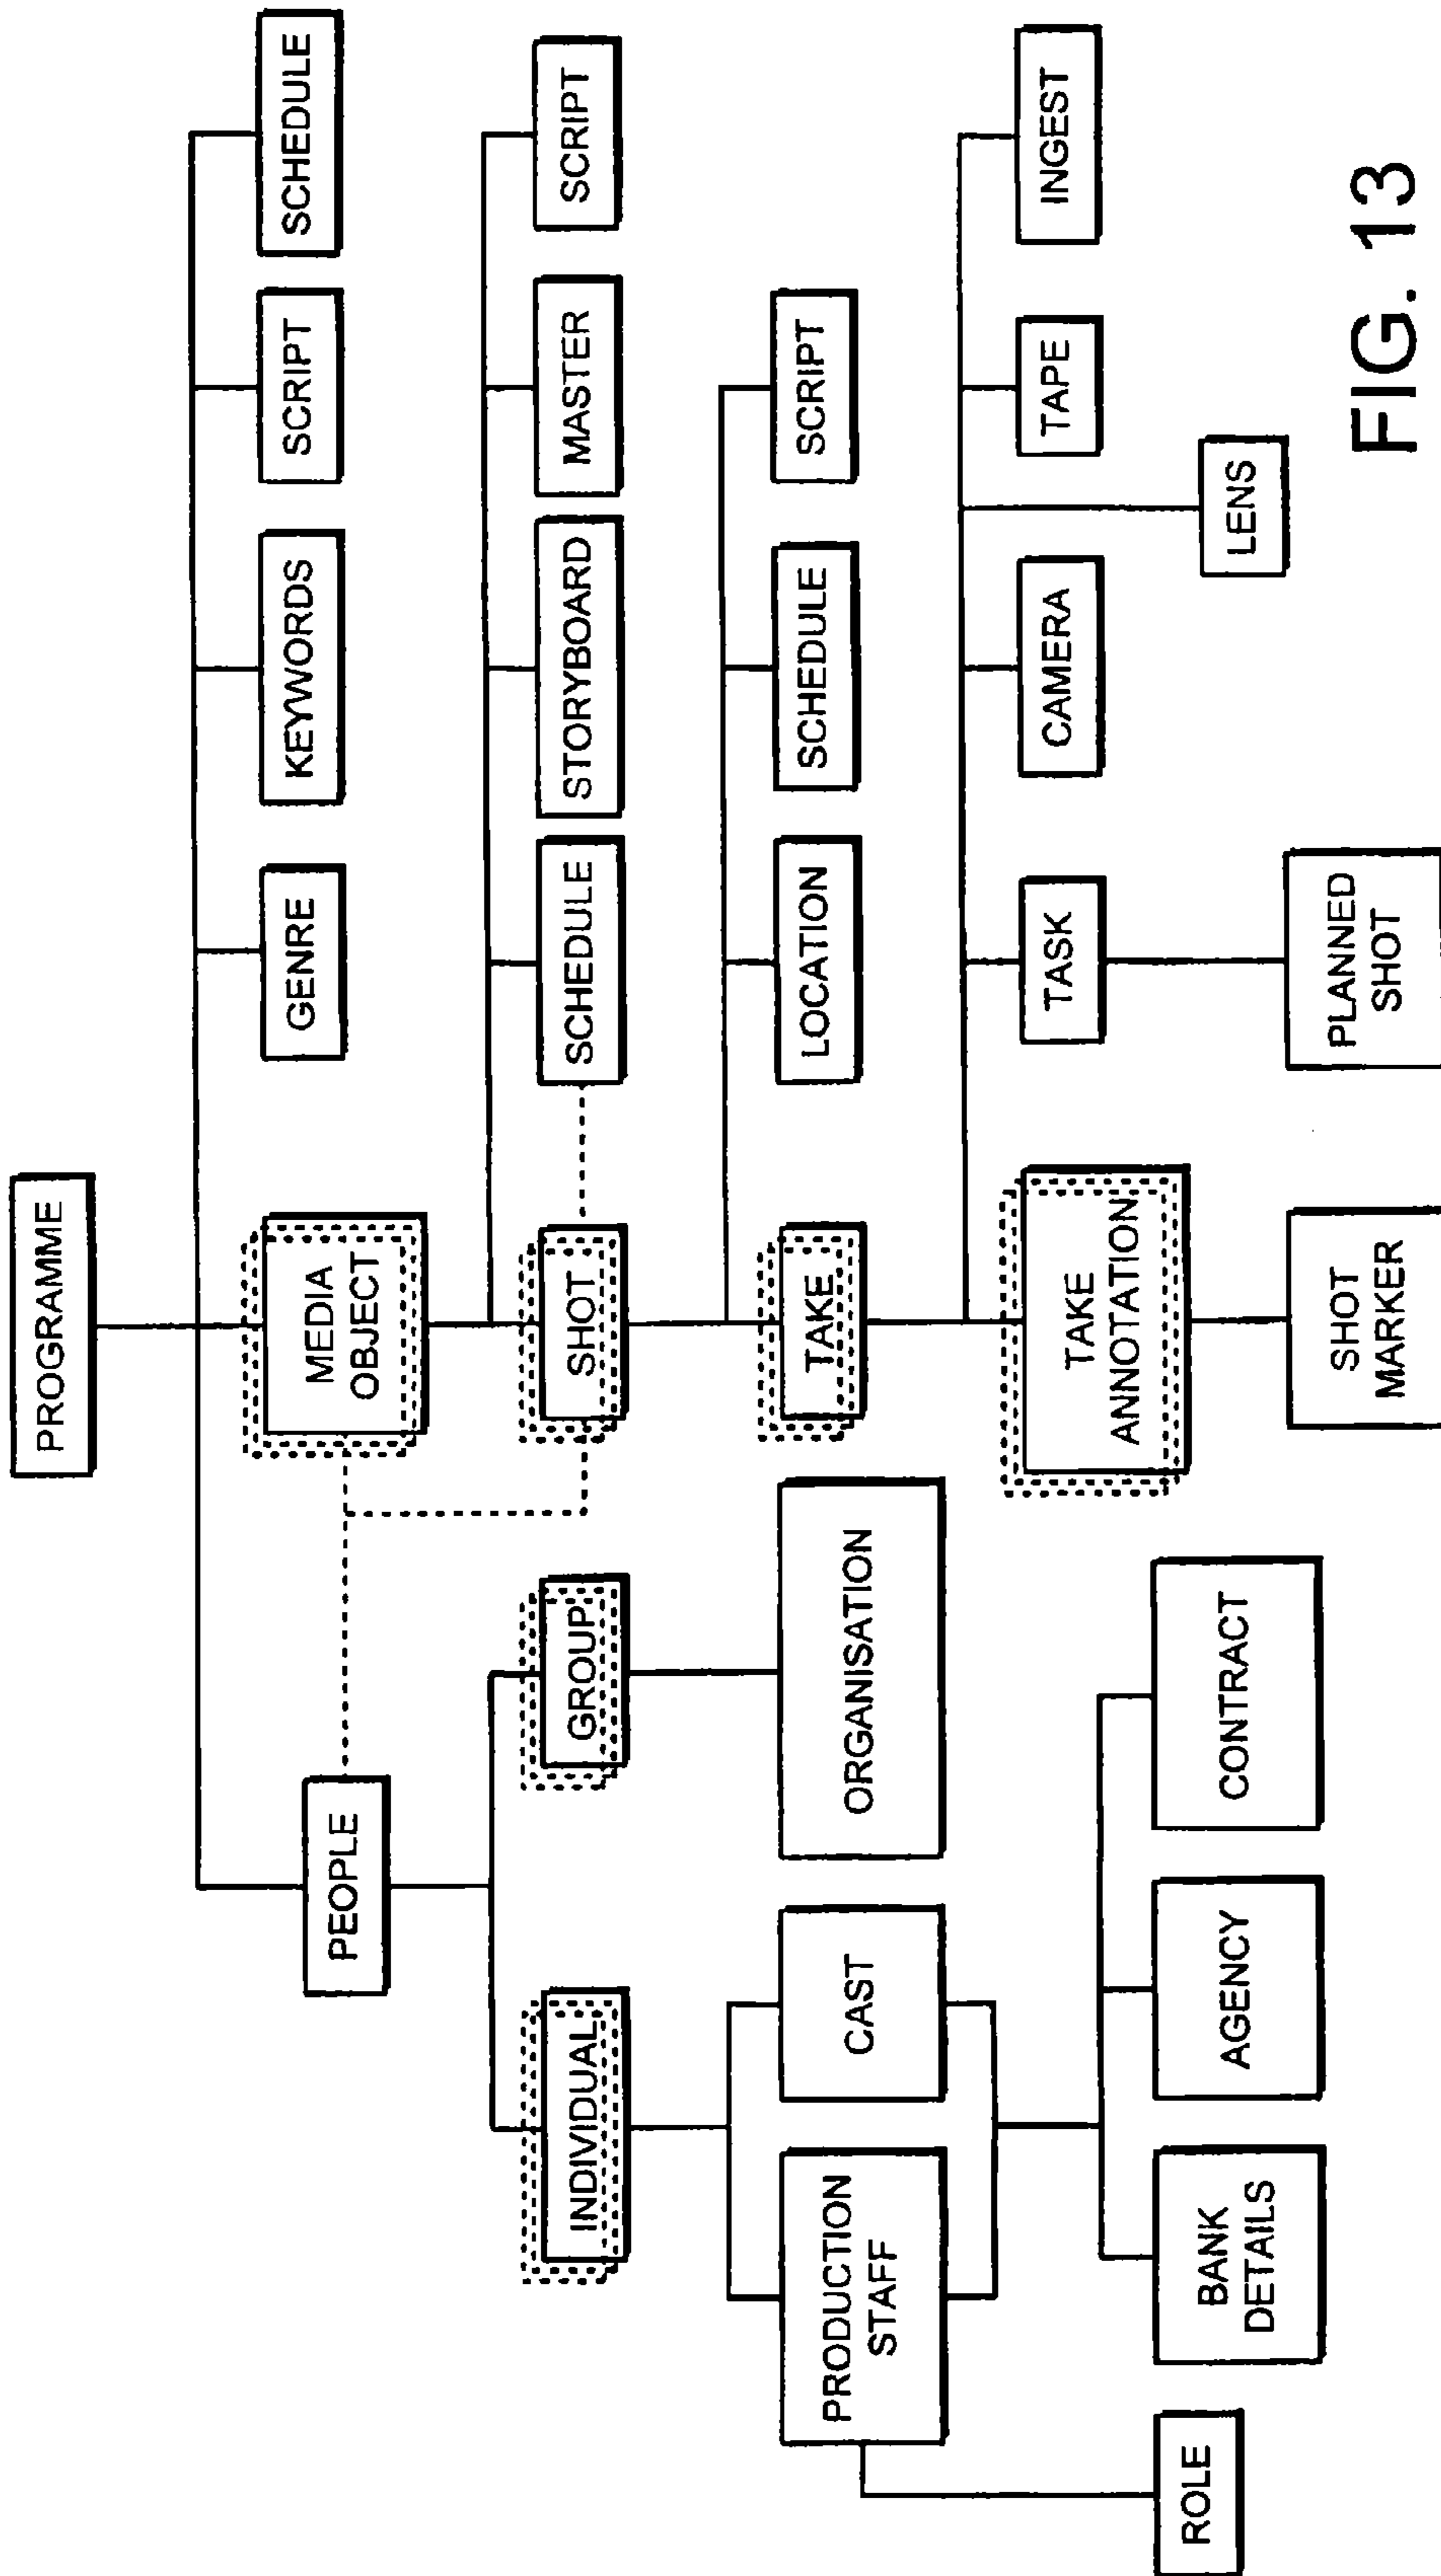 PROGRAMME
PEOPLE
MEDIA
OBJECT
GENRE
KEYWORDS
SCRIPT
SCHEDULE
INDIVIDUAL
GROUP
SHOT
SCHEDULE
STORYBOARD
MASTER
SCRIPT
PRODUCTION
STAFF
CAST
ORGANISATION
TAKE
LOCATION
SCHEDULE
SCRIPT
ROLE
BANK
DETAILS
AGENCY
CONTRACT
TAKE
ANNOTATION
TASK
CAMERA
TAPE
INGEST
LENS
SHOT
MARKER
PLANNED
SHOT
FIG. 13